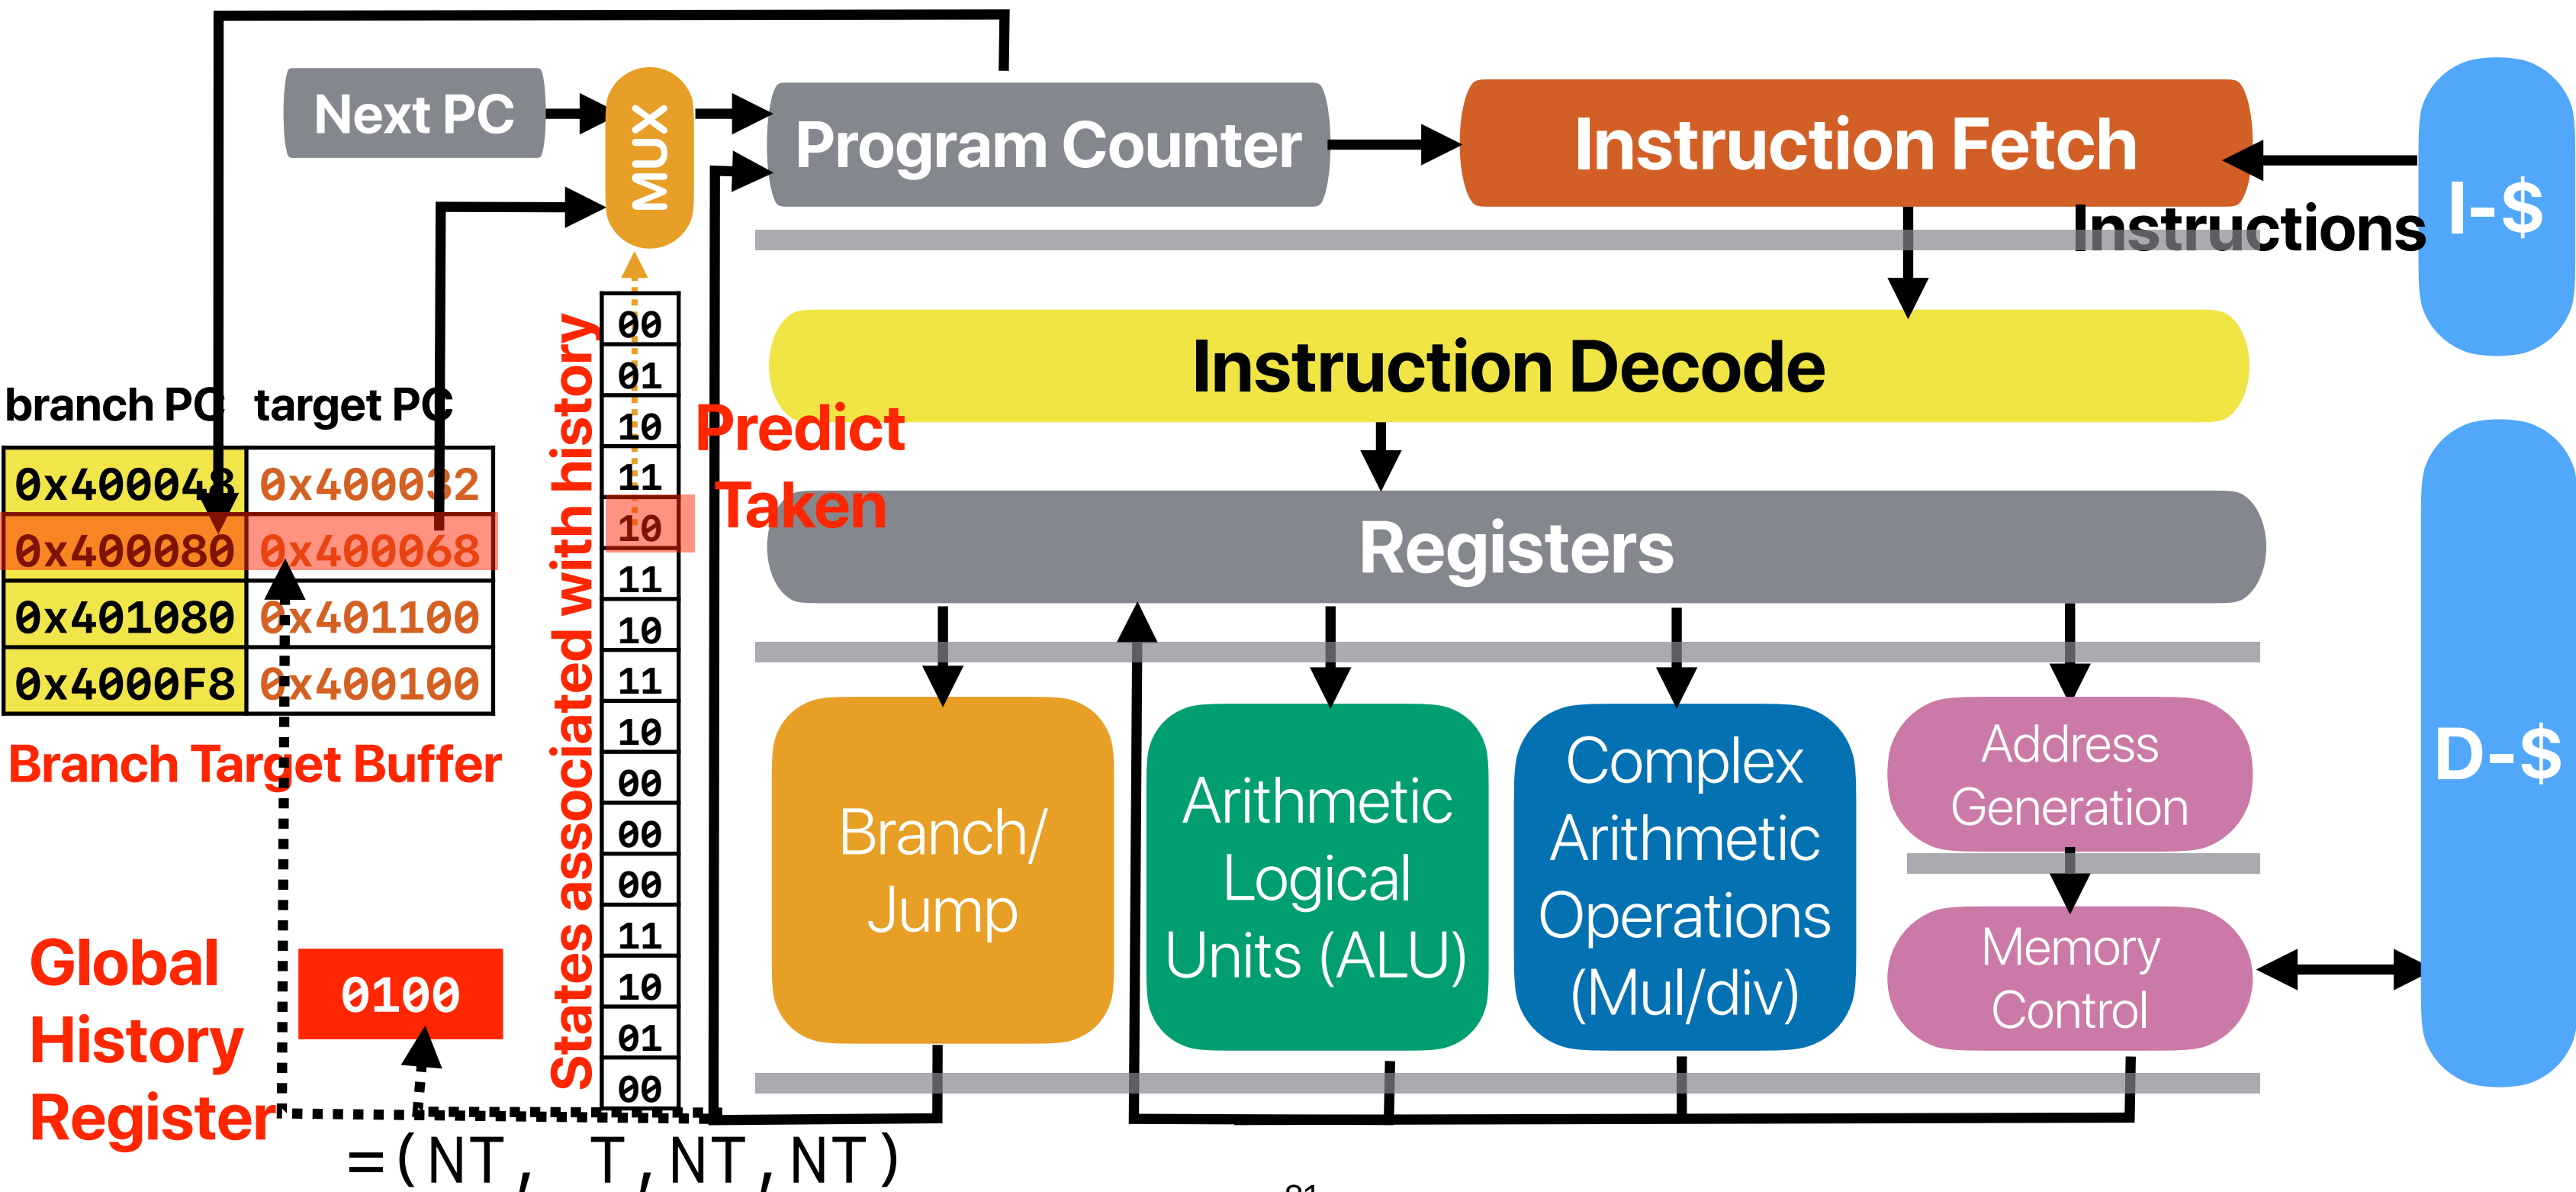 Next PC
MUX
Program Counter
Instruction Fetch
I-$
Instructions
Instruction Decode
Predict
Taken
Registers
branch PC target PC
0x400048 0x400032
0x400080 0x400068
0x401080 0x401100
0x4000F8 0x400100
Branch Target Buffer
States associated with history
00
01
10
11
10
11
10
11
10
00
00
00
11
10
01
00
Branch/
Jump
Arithmetic
Logical
Units (ALU)
Complex
Arithmetic
Operations
(Mul/div)
Address
Generation
Memory
Control
D-$
Global
History
Register
0100
=(NT, T,NT,NT)